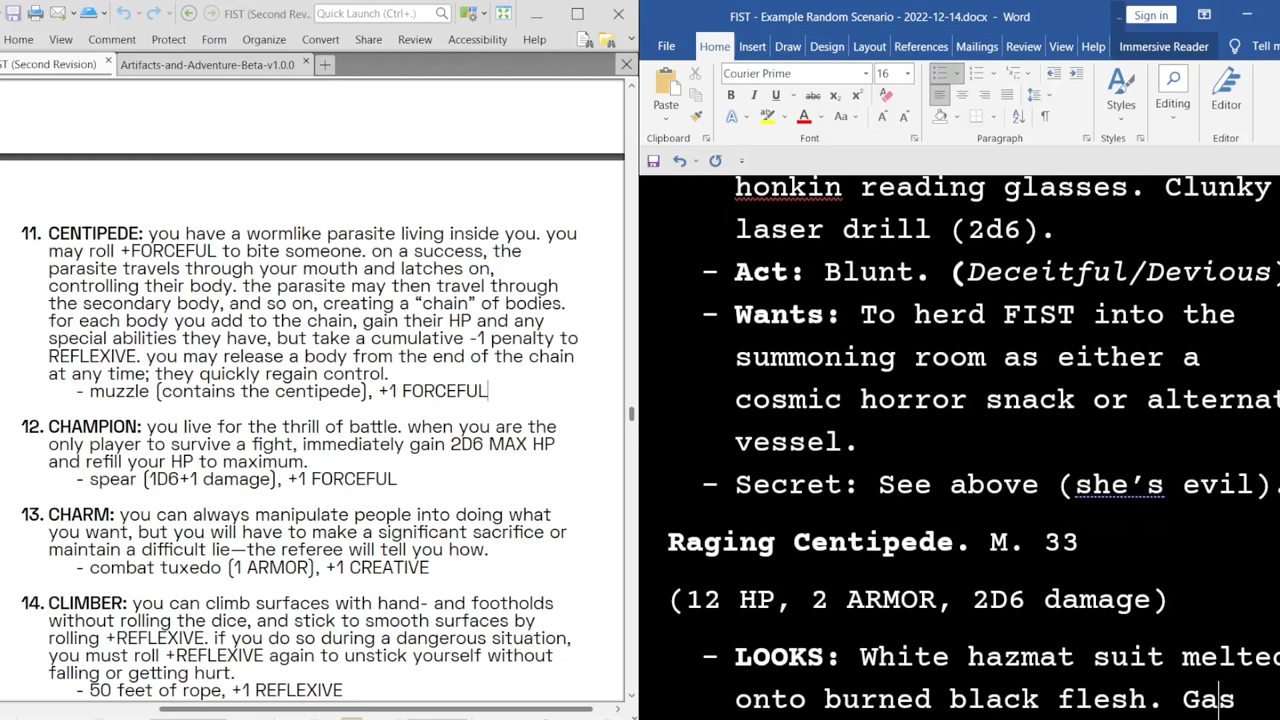 FIST (Second Rev...
Quick Launch (Ctrl+.)
Home View Comment Protect Form Organize Convert Share Review Accessibility Help
ST (Second Revision)
Artifacts-and-Adventure-Beta-v1.0.0
11. CENTIPEDE: you have a wormlike parasite living inside you. you
may roll +FORCEFUL to bite someone. on a success, the
parasite travels through your mouth and latches on,
controlling their body. the parasite may then travel through
the secondary body, and so on, creating a “chain” of bodies.
for each body you add to the chain, gain their HP and any
special abilities they have, but take a cumulative -1 penalty to
REFLEXIVE. you may release a body from the end of the chain
at any time; they quickly regain control.
- muzzle (contains the centipede), +1 FORCEFUL
12. CHAMPION: you live for the thrill of battle. when you are the
only player to survive a fight, immediately gain 2D6 MAX HP
and refill your HP to maximum.
- spear (1D6+1 damage), +1 FORCEFUL
13. CHARM: you can always manipulate people into doing what
you want, but you will have to make a significant sacrifice or
maintain a difficult lie—the referee will tell you how.
- combat tuxedo (1 ARMOR), +1 CREATIVE
14. CLIMBER: you can climb surfaces with hand- and footholds
without rolling the dice, and stick to smooth surfaces by
rolling +REFLEXIVE. if you do so during a dangerous situation,
you must roll +REFLEXIVE again to unstick yourself without
falling or getting hurt.
- 50 feet of rope, +1 REFLEXIVE
FIST - Example Random Scenario - 2022-12-14.docx - Word
... Sign in
File Home Insert Draw Design Layout References Mailings Review View Help Immersive Reader Tell m
Courier Prime 16
Paste
B I U abc x₂ x²
A A Aa A A
Styles Editing Editor
Clipboard Font Paragraph Styles Editor
honkin reading glasses. Clunky
laser drill (2d6).
- Act: Blunt. (Deceitful/Devious)
- Wants: To herd FIST into the
summoning room as either a
cosmic horror snack or alternat
vessel.
- Secret: See above (she’s evil).
Raging Centipede. M. 33
(12 HP, 2 ARMOR, 2D6 damage)
- LOOKS: White hazmat suit melted
onto burned black flesh. Gas